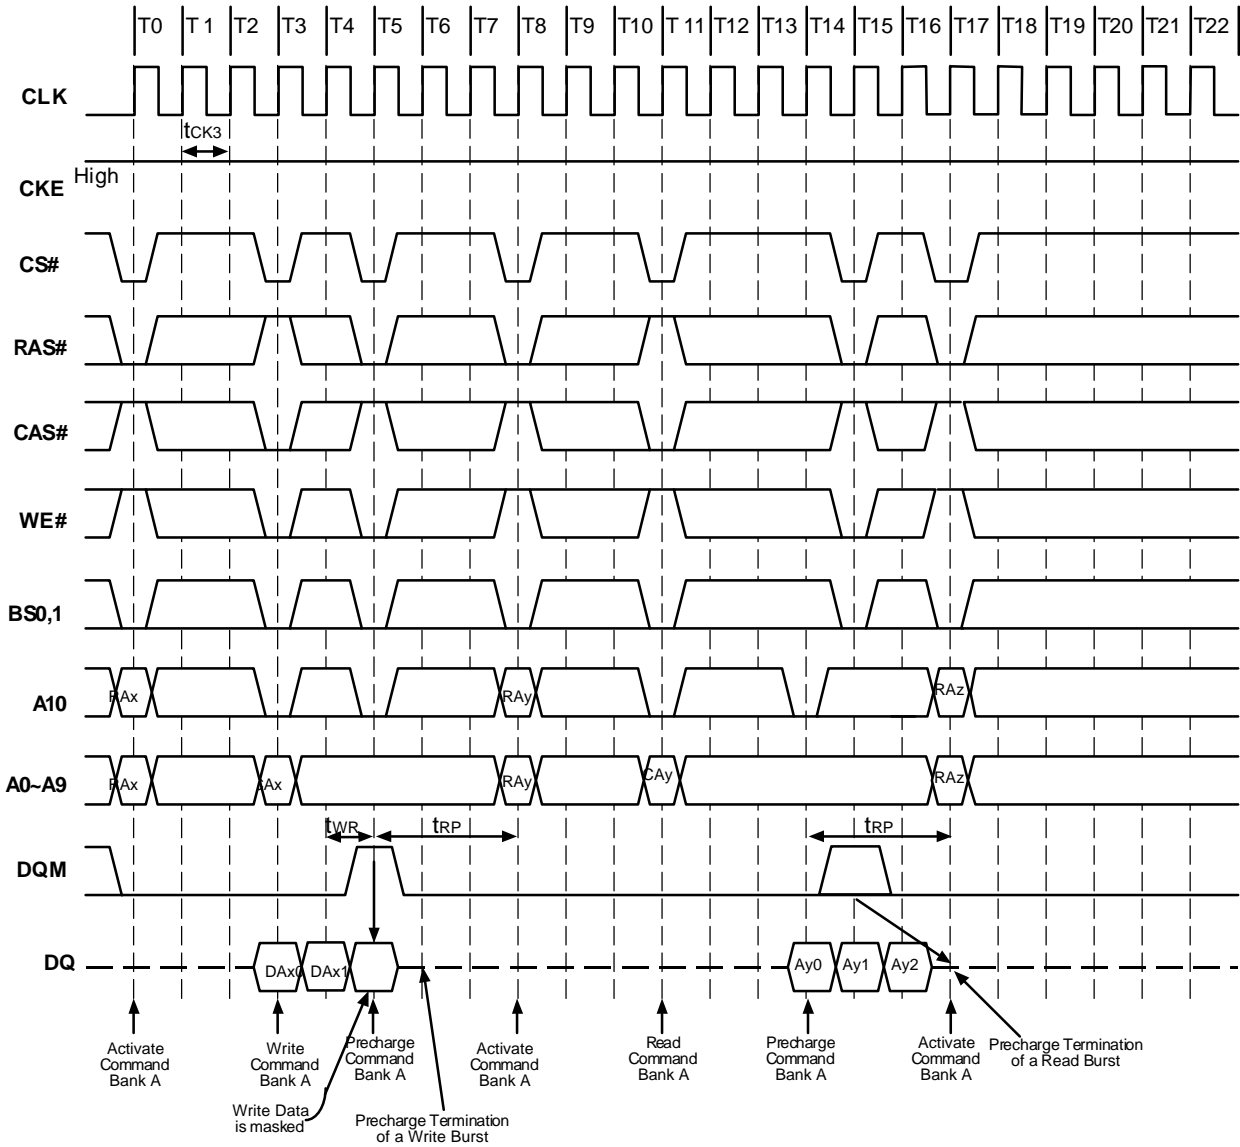 T0 T 1 T2 T3 T4 T5 T6 T7 T8 T9 T10 T 11 T12 T13 T14 T15 T16 T17 T18 T19 T20 T21 T22
CLK
tCK3
High
CKE
CS#
RAS#
CAS#
WE#
BS0,1
A10 RAx RAy RAz
A0~A9 RAx CAx RAy CAy RAz
tWR tRP tRP
DQM
DQ DAx0 DAx1 Ay0 Ay1 Ay2
Activate
Command
Bank A
Write
Command
Bank A
Precharge
Command
Bank A
Activate
Command
Bank A
Read
Command
Bank A
Precharge
Command
Bank A
Activate
Command
Bank A
Precharge Termination
of a Read Burst
Write Data
is masked
Precharge Termination
of a Write Burst